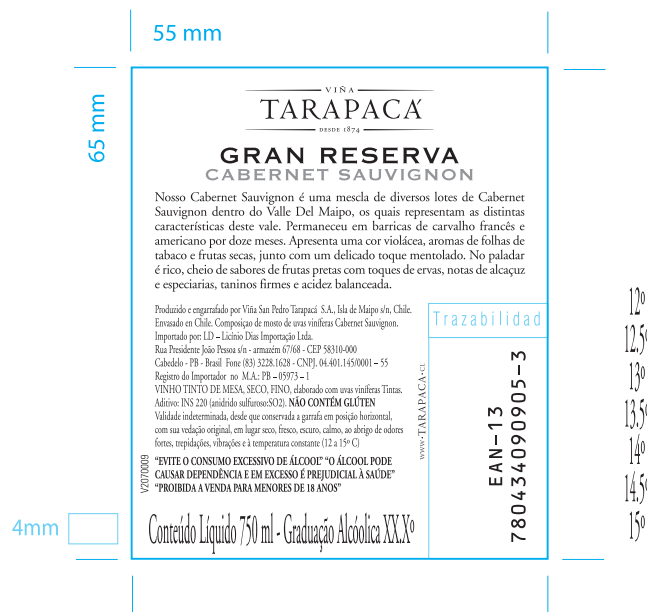 55 mm
65 mm
VIÑA
TARAPACÁ
DESDE 1874
GRAN RESERVA
CABERNET SAUVIGNON
Nosso Cabernet Sauvignon é uma mescla de diversos lotes de Cabernet
Sauvignon dentro do Valle Del Maipo, os quais representam as distintas
características deste vale. Permaneceu em barricas de carvalho francês e
americano por doze meses. Apresenta uma cor violácea, aromas de folhas de
tabaco e frutas secas, junto com um delicado toque mentolado. No paladar
é rico, cheio de sabores de frutas pretas com toques de ervas, notas de alcaçuz
e especiarias, taninos firmes e acidez balanceada.
Produzido e engarrafado por Viña San Pedro Tarapacá S.A., Isla de Maipo s/n, Chile.
Envasado en Chile. Composiçao de mosto de uvas viníferas Cabernet Sauvignon.
Importado por: LD – Licínio Dias Importação Ltda.
Rua Presidente João Pessoa s/n - armazém 67/68 - CEP 58310-000
Cabedelo - PB - Brasil Fone (83) 3228.1628 - CNPJ. 04.401.145/0001 – 55
Registro do Importador no M.A.: PB – 05973 – 1
VINHO TINTO DE MESA, SECO, FINO, elaborado com uvas viníferas Tintas.
Aditivo: INS 220 (anidrido sulfuroso:SO2). NÃO CONTÉM GLÚTEN
Validade indeterminada, desde que conservada a garrafa em posição horizontal,
com sua vedação original, em lugar seco, fresco, escuro, calmo, ao abrigo de odores
fortes, trepidações, vibrações e à temperatura constante (12 a 15º C)
"EVITE O CONSUMO EXCESSIVO DE ÁLCOOL" "O ÁLCOOL PODE
CAUSAR DEPENDÊNCIA E EM EXCESSO É PREJUDICIAL À SAÚDE"
"PROIBIDA A VENDA PARA MENORES DE 18 ANOS"
V2070009
Conteúdo Líquido 750 ml - Graduação Alcóolica XX.Xº
www.TARAPACA.cl
Trazabilidad
EAN-13
7804340909053
4mm
12º
12.5º
13º
13.5º
14º
14.5º
15º